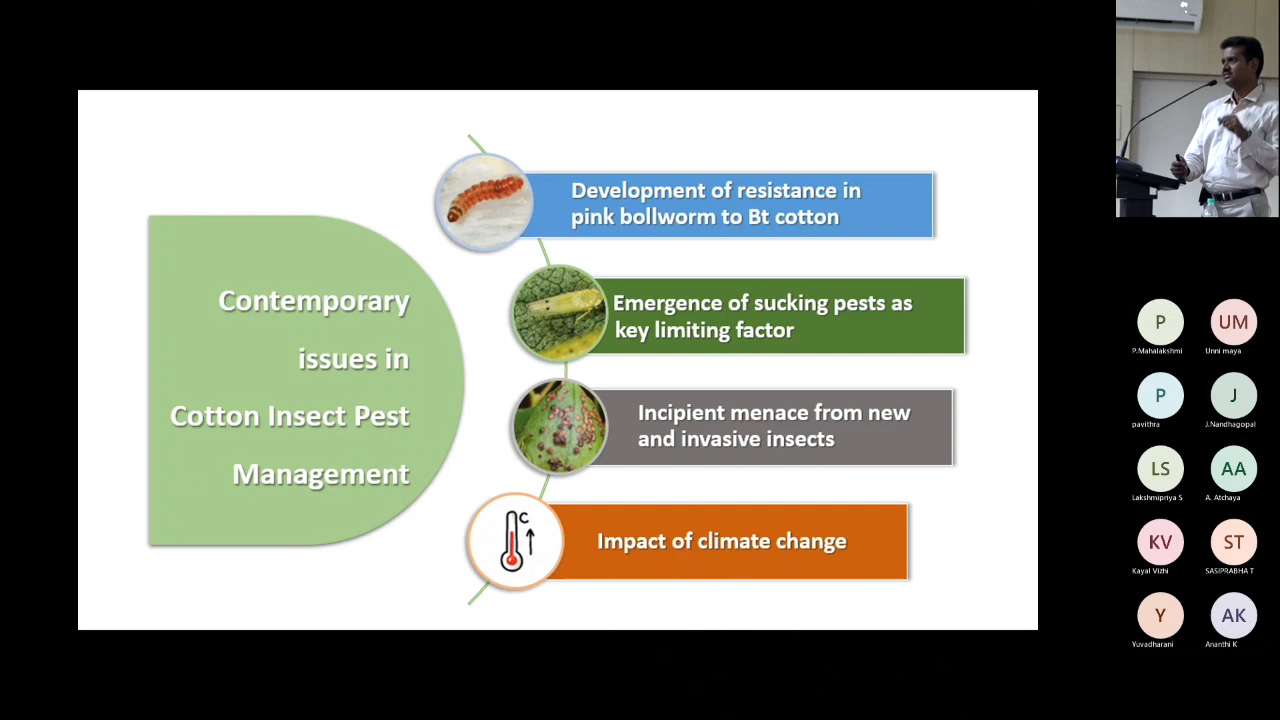 Contemporary
issues in
Cotton Insect Pest
Management
Development of resistance in
pink bollworm to Bt cotton
Emergence of sucking pests as
key limiting factor
Incipient menace from new
and invasive insects
C
Impact of climate change
P
P.Mahalakshmi
UM
Unni maya
P
pavithra
J
J.Nandhagopal
LS
Lakshmipriya S
AA
A. Atchaya
KV
Kayal Vizhi
ST
SASIPRABHA T
Y
Yuvadharani
AK
Ananthi K